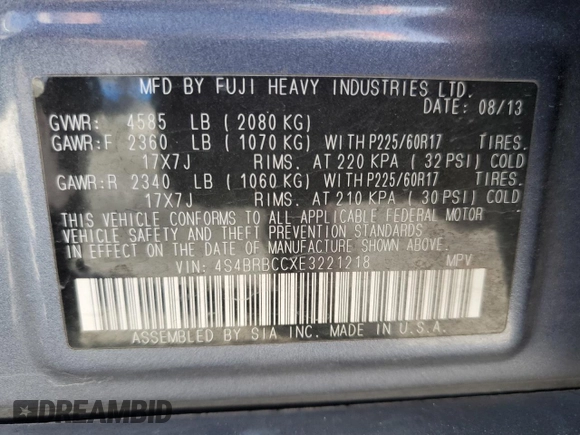 MFD BY FUJI HEAVY INDUSTRIES LTD.
DATE: 08/13
GVWR: 4585 LB (2080 KG)
GAWR:F 2360 LB (1070 KG) WITH P225/60R17 TIRES.
17X7J RIMS. AT 220 KPA (32 PSI) COLD
GAWR:R 2340 LB (1060 KG) WITH P225/60R17 TIRES.
17X7J RIMS. AT 210 KPA (30 PSI) COLD
THIS VEHICLE CONFORMS TO ALL APPLICABLE FEDERAL MOTOR
VEHICLE SAFETY AND THEFT PREVENTION STANDARDS
IN EFFECT ON THE DATE OF MANUFACTURE SHOWN ABOVE.
VIN: 4S4BRBCCXE3221218 MPV
ASSEMBLED BY SIA INC. MADE IN U.S.A.
DREAMBID